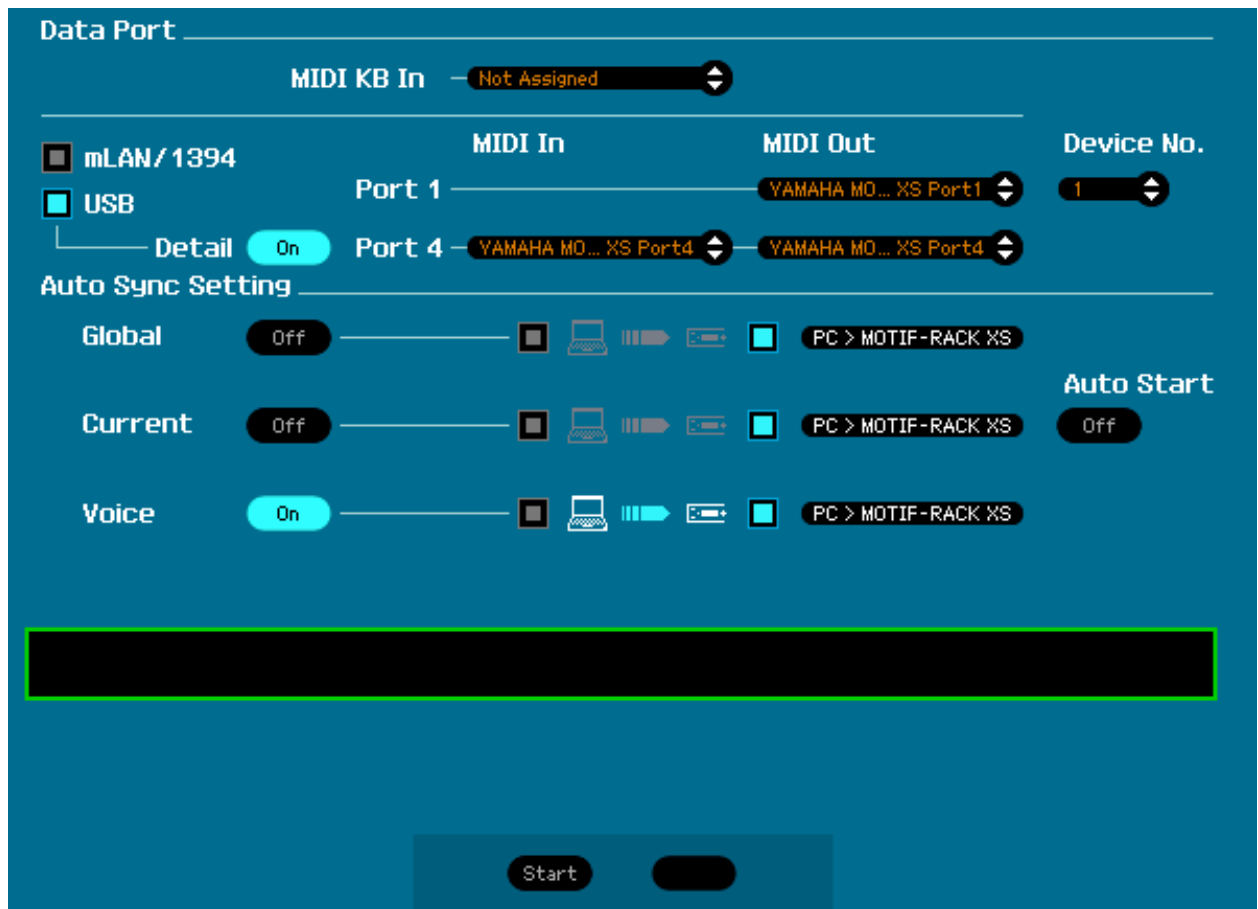 Data Port
MIDI KB In Not Assigned
MIDI In MIDI Out Device No.
mLAN/1394
Port 1 YAMAHA MO... XS Port1 1
USB
Detail On Port 4 YAMAHA MO... XS Port4 YAMAHA MO... XS Port4
Auto Sync Setting
Global Off PC > MOTIF-RACK XS
Auto Start
Current Off PC > MOTIF-RACK XS Off
Voice On PC > MOTIF-RACK XS
Start